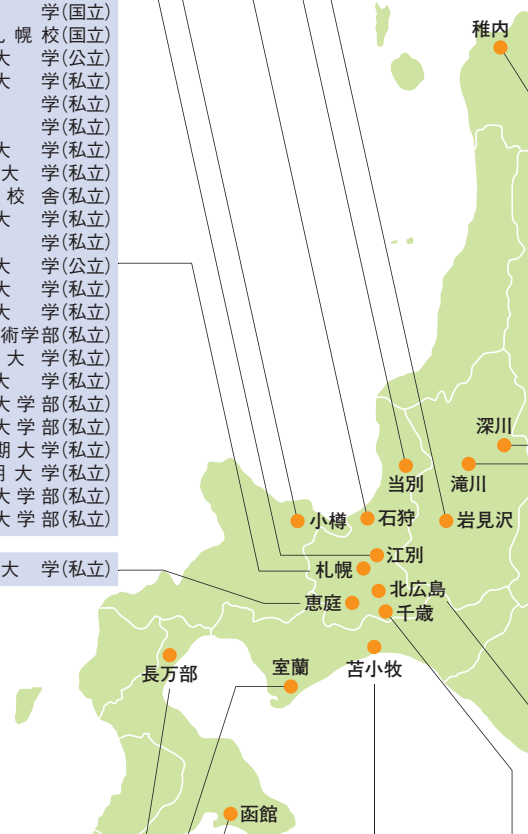 学(国立)
札幌校(国立)
大学(公立)
大学(私立)
学(私立)
学(私立)
大学(私立)
大学(私立)
校舎(私立)
大学(私立)
学(私立)
大学(公立)
大学(私立)
大学(私立)
術学部(私立)
大学(私立)
大学(私立)
大学部(私立)
大学部(私立)
期大学(私立)
期大学(私立)
大学部(私立)
大学部(私立)
大学(私立)
稚内
深川
当別
滝川
小樽
石狩
岩見沢
江別
札幌
北広島
恵庭
千歳
長万部
室蘭
苫小牧
函館